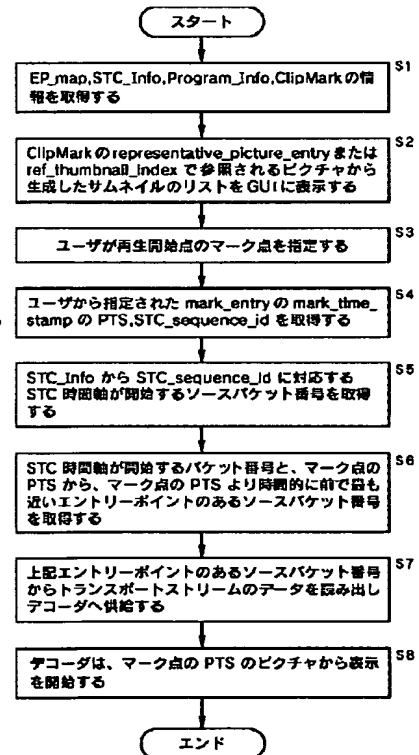 スタート
S1
EP_map,STC_Info,Program_Info,ClipMarkの情
報を取得する
S2
ClipMarkのrepresentative_picture_entryまたは
ref_thumbnail_indexで参照されるピクチャから
生成したサムネイルのリストをGUIに表示する
S3
ユーザが再生開始点のマーク点を指定する
S4
ユーザから指定されたmark_entryのmark_time_
stampのPTS,STC_sequence_idを取得する
S5
STC_InfoからSTC_sequence_idに対応する
STC時間軸が開始するソースパケット番号を取得
する
S6
STC時間軸が開始するパケット番号と、マーク点の
PTSから、マーク点のPTSより時間的に前で最も
近いエントリーポイントのあるソースパケット番号
を取得する
S7
上記エントリーポイントのあるソースパケット番号
からトランスポートストリームのデータを読み出し
デコーダへ供給する
S8
デコーダは、マーク点のPTSのピクチャから表示
を開始する
エンド